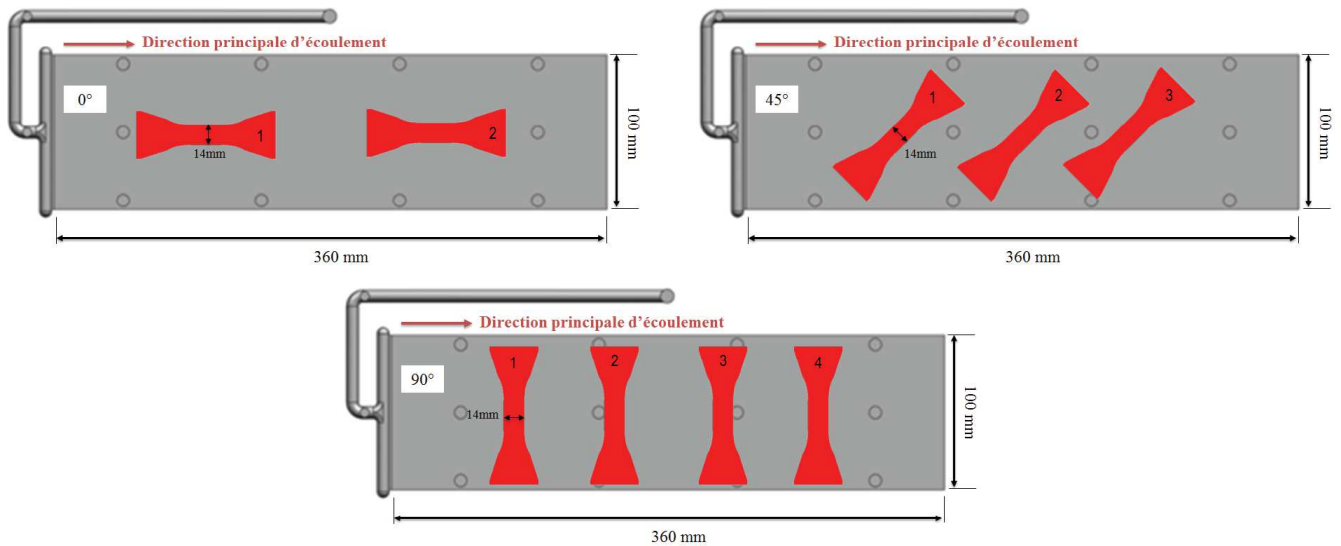 Direction principale d'écoulement
0°
1
2
14mm
100 mm
360 mm
Direction principale d'écoulement
45°
1
2
3
14mm
100 mm
360 mm
Direction principale d'écoulement
90°
1
2
3
4
14mm
100 mm
360 mm